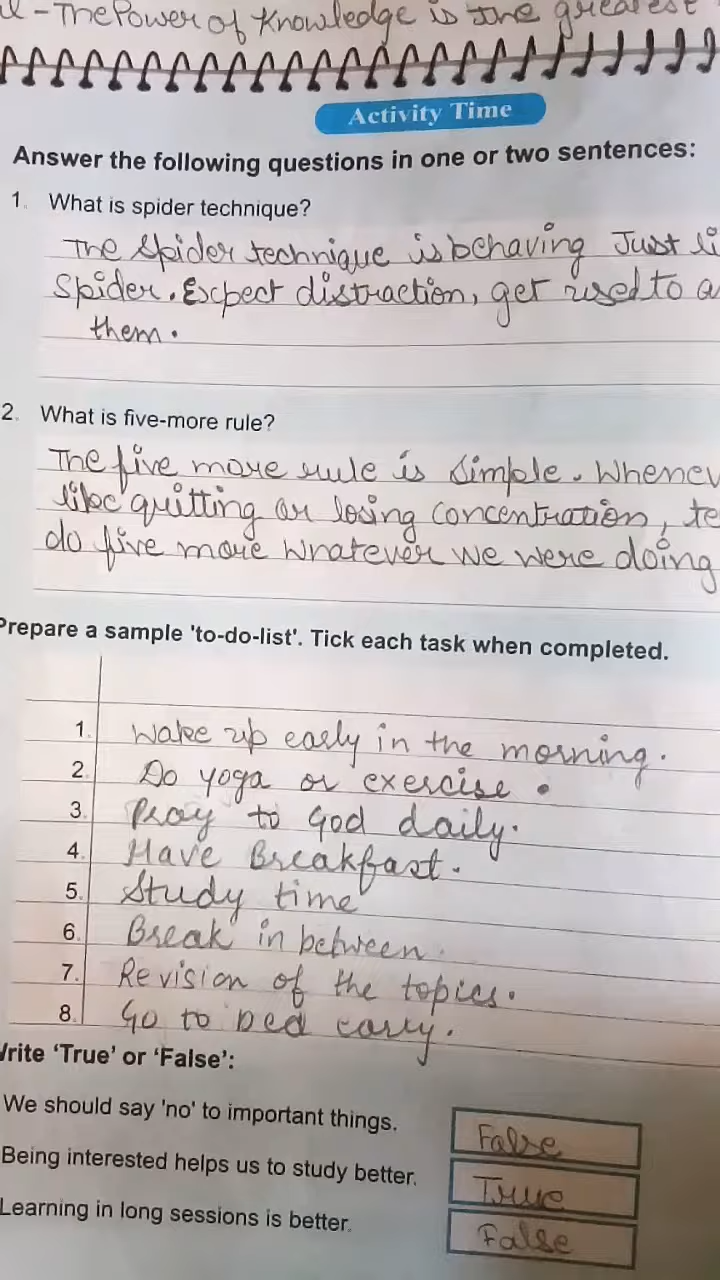 - The Power of Knowledge is the greatest
Activity Time
Answer the following questions in one or two sentences:
1. What is spider technique?
The Spider technique is behaving Just li
Spider. Expect distraction, get used to a
them.
2. What is five-more rule?
The five more rule is simple. Whenev
like quitting or losing concentration, te
do five more whatever we were doing
Prepare a sample 'to-do-list'. Tick each task when completed.
1. Wake up early in the morning.
2. Do yoga or exercise.
3. Pray to God daily.
4. Have Breakfast.
5. Study time
6. Break in between.
7. Revision of the topics.
8. Go to bed early.
Write 'True' or 'False':
We should say 'no' to important things. False
Being interested helps us to study better. True
Learning in long sessions is better. False